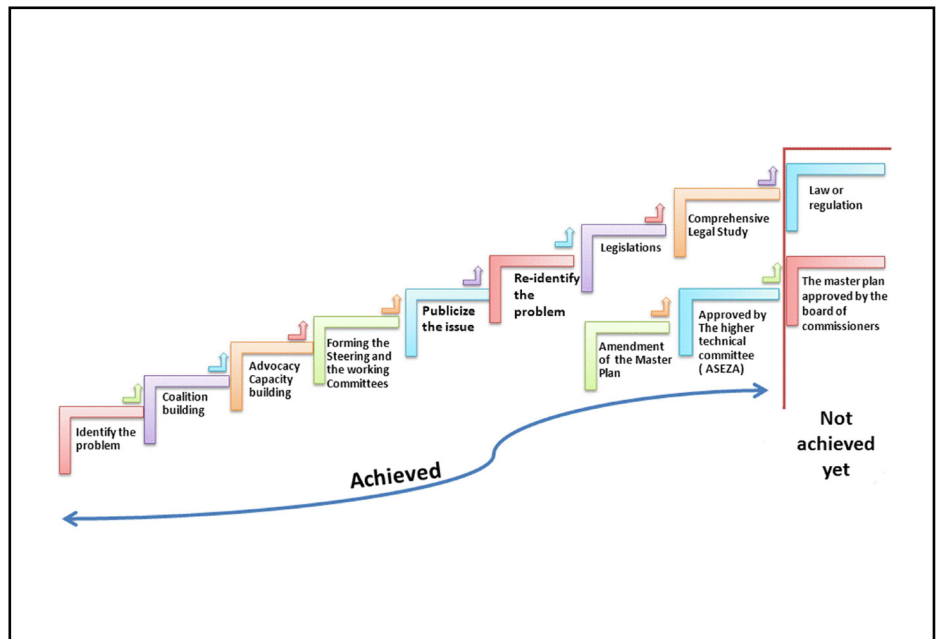 Identify the
problem
Coalition
building
Advocacy
Capacity
building
Forming the
Steering and
the working
Committees
Publicize
the issue
Re-identify
the
problem
Legislations
Comprehensive
Legal Study
Law or
regulation
Amendment
of the Master
Plan
Approved by
The higher
technical
committee
( ASEZA)
The master plan
approved by the
board of
commissioners
Achieved
Not
achieved
yet